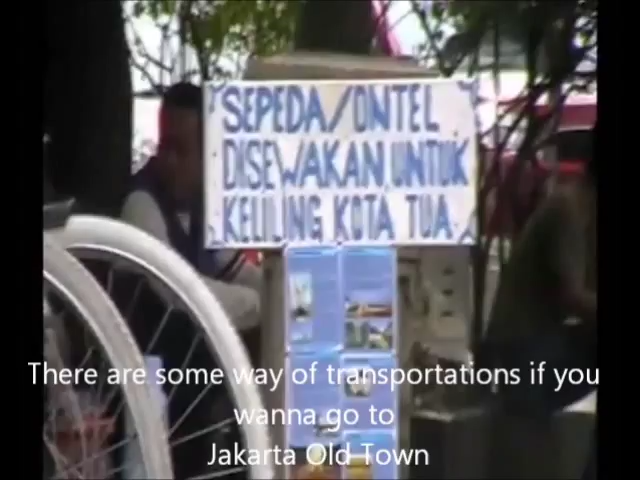 SEPEDA/ONTEL
DISEWAKAN UNTUK
KELILING KOTA TUA
There are some way of transportations if you
wanna go to
Jakarta Old Town